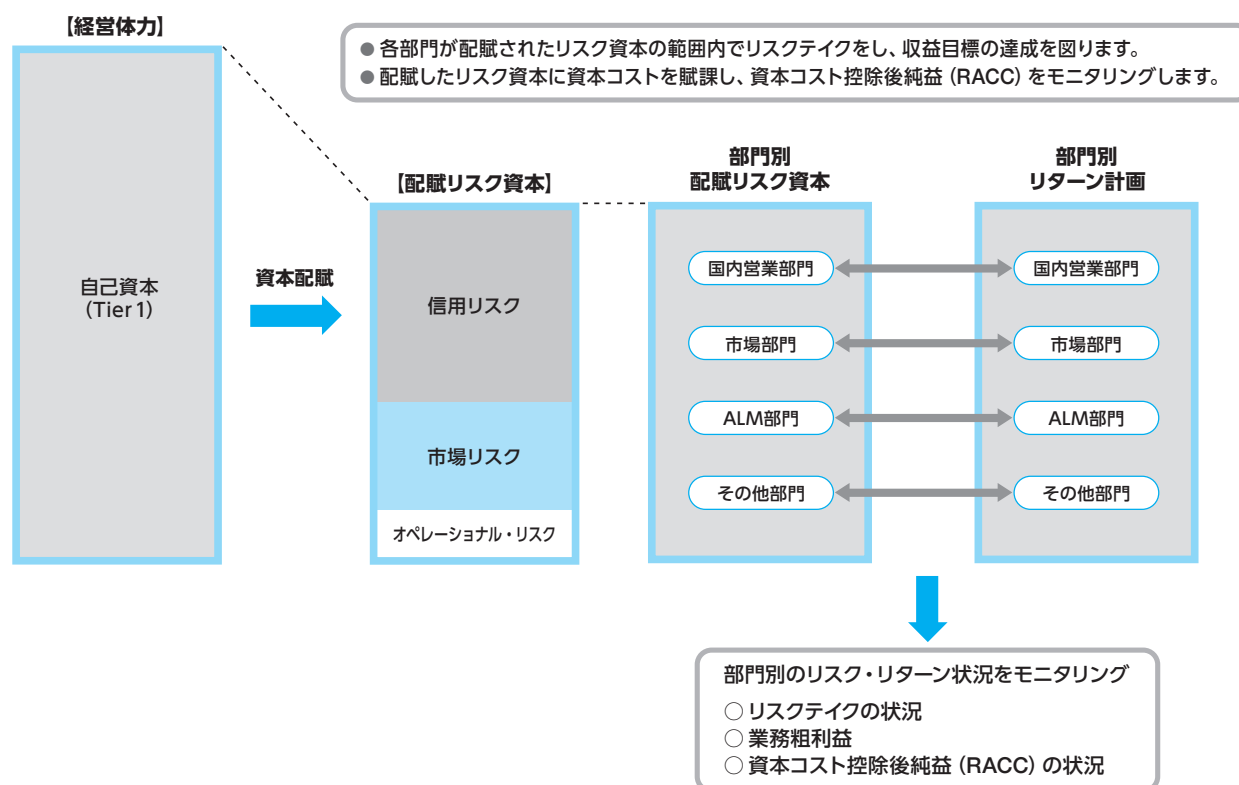 【経営体力】
● 各部門が配賦されたリスク資本の範囲内でリスクテイクをし、収益目標の達成を図ります。
● 配賦したリスク資本に資本コストを賦課し、資本コスト控除後純益（RACC）をモニタリングします。
自己資本
（Tier 1）
資本配賦
【配賦リスク資本】
信用リスク
市場リスク
オペレーショナル・リスク
部門別
配賦リスク資本
国内営業部門
市場部門
ALM部門
その他部門
部門別
リターン計画
国内営業部門
市場部門
ALM部門
その他部門
部門別のリスク・リターン状況をモニタリング
○ リスクテイクの状況
○ 業務粗利益
○ 資本コスト控除後純益（RACC）の状況